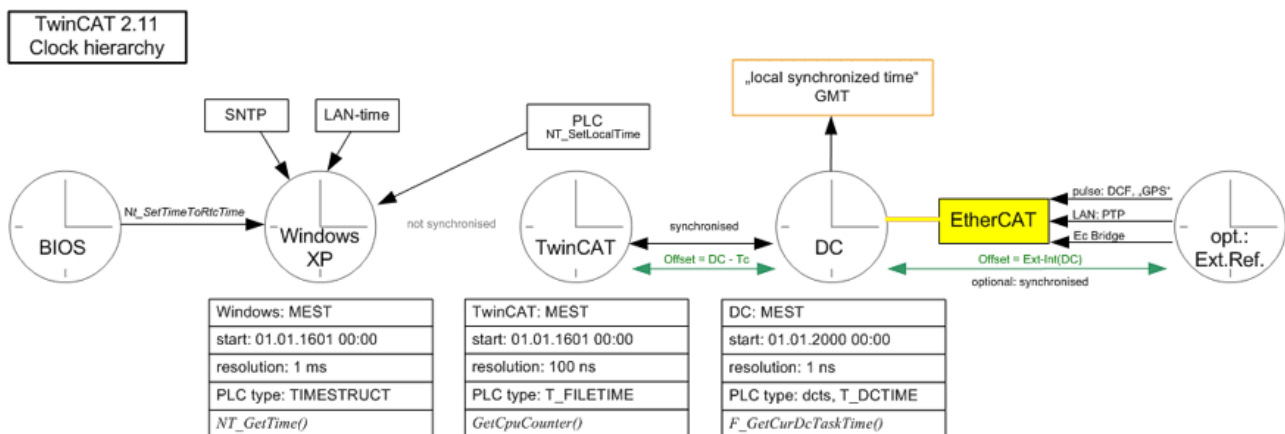 TwinCAT 2.11
Clock hierarchy
„local synchronized time“
GMT
SNTP
LAN-time
PLC
NT_SetLocalTime
BIOS
Nt_SetTimeToRtcTime
Windows
XP
not synchronised
TwinCAT
synchronised
Offset = DC - Tc
DC
EtherCAT
pulse: DCF, „GPS“
LAN: PTP
Ec Bridge
opt.:
Ext.Ref.
Offset = Ext-Int(DC)
optional: synchronised
Windows: MEST
start: 01.01.1601 00:00
resolution: 1 ms
PLC type: TIMESTRUCT
NT_GetTime()
TwinCAT: MEST
start: 01.01.1601 00:00
resolution: 100 ns
PLC type: T_FILETIME
GetCpuCounter()
DC: MEST
start: 01.01.2000 00:00
resolution: 1 ns
PLC type: dcts, T_DCTIME
F_GetCurDcTaskTime()